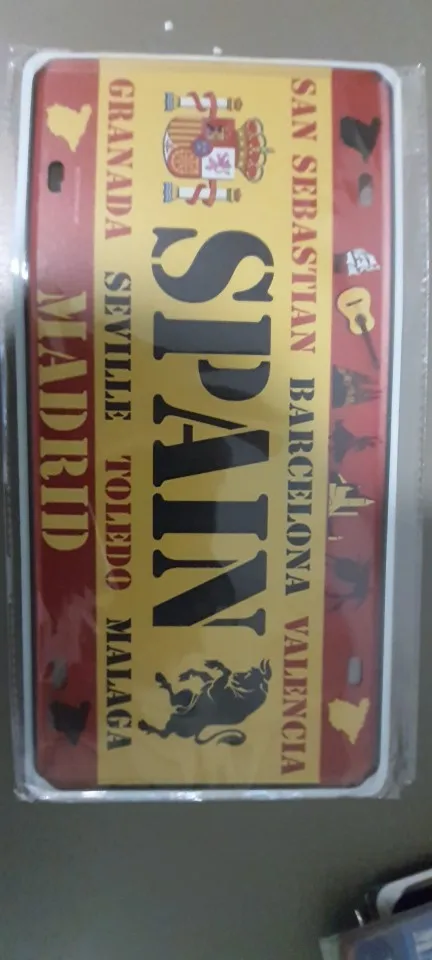 SAN SEBASTIAN BARCELONA VALENCIA
SPAIN
GRANADA SEVILLE TOLEDO MALAGA
MADRID